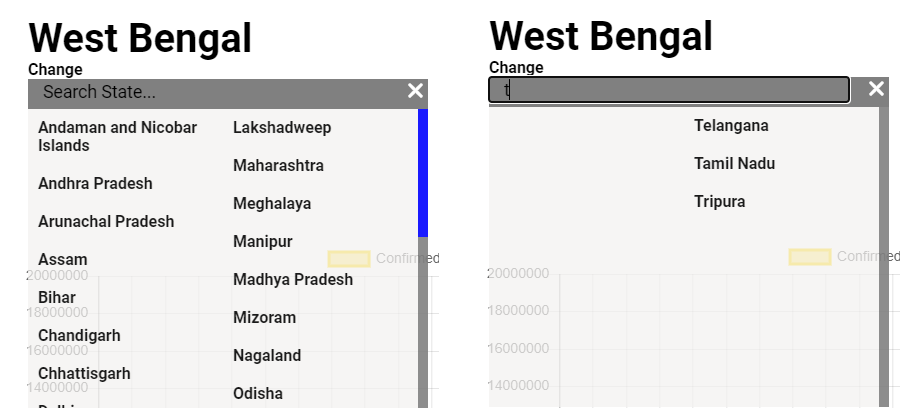 West Bengal
Change
Search State...
Andaman and Nicobar
Islands
Andhra Pradesh
Arunachal Pradesh
Assam
Bihar
Chandigarh
Chhattisgarh
Lakshadweep
Maharashtra
Meghalaya
Manipur
Madhya Pradesh
Mizoram
Nagaland
Odisha
Confirmed
20000000
18000000
16000000
14000000
West Bengal
Change
t
Telangana
Tamil Nadu
Tripura
Confirmed
20000000
18000000
16000000
14000000